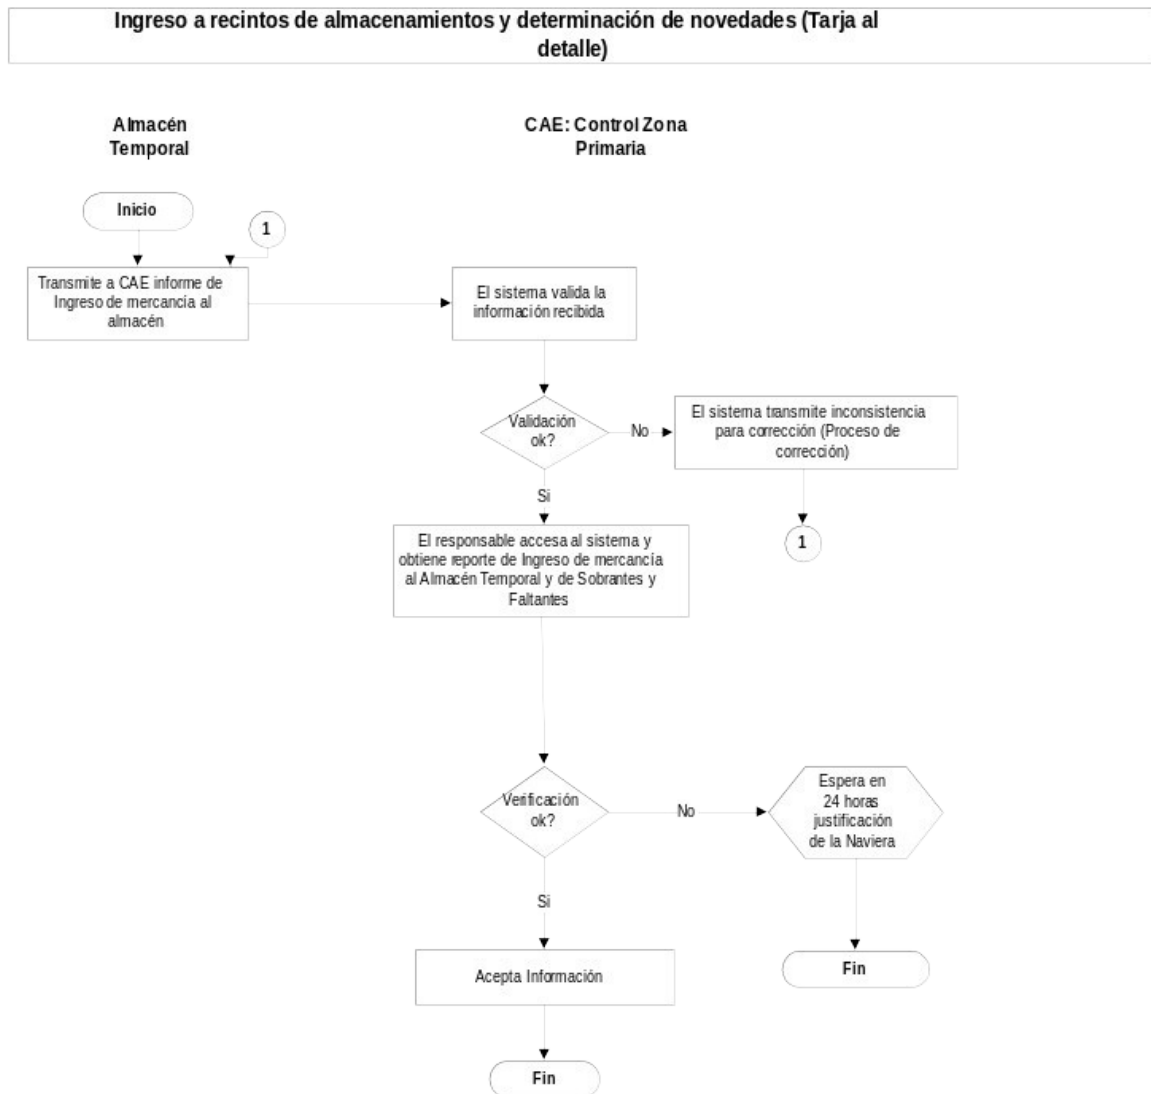 Ingreso a recintos de almacenamientos y determinación de novedades (Tarja al
detalle)
Almacén
Temporal
CAE: Control Zona
Primaria
Inicio
1
Transmite a CAE informe de
Ingreso de mercancía al
almacén
El sistema valida la
información recibida
Validación
ok?
No
El sistema transmite inconsistencia
para corrección (Proceso de
corrección)
Si
1
El responsable accesa al sistema y
obtiene reporte de Ingreso de mercancía
al Almacén Temporal y de Sobrantes y
Faltantes
Verificación
ok?
No
Espera en
24 horas
justificación
de la Naviera
Si
Acepta Información
Fin
Fin